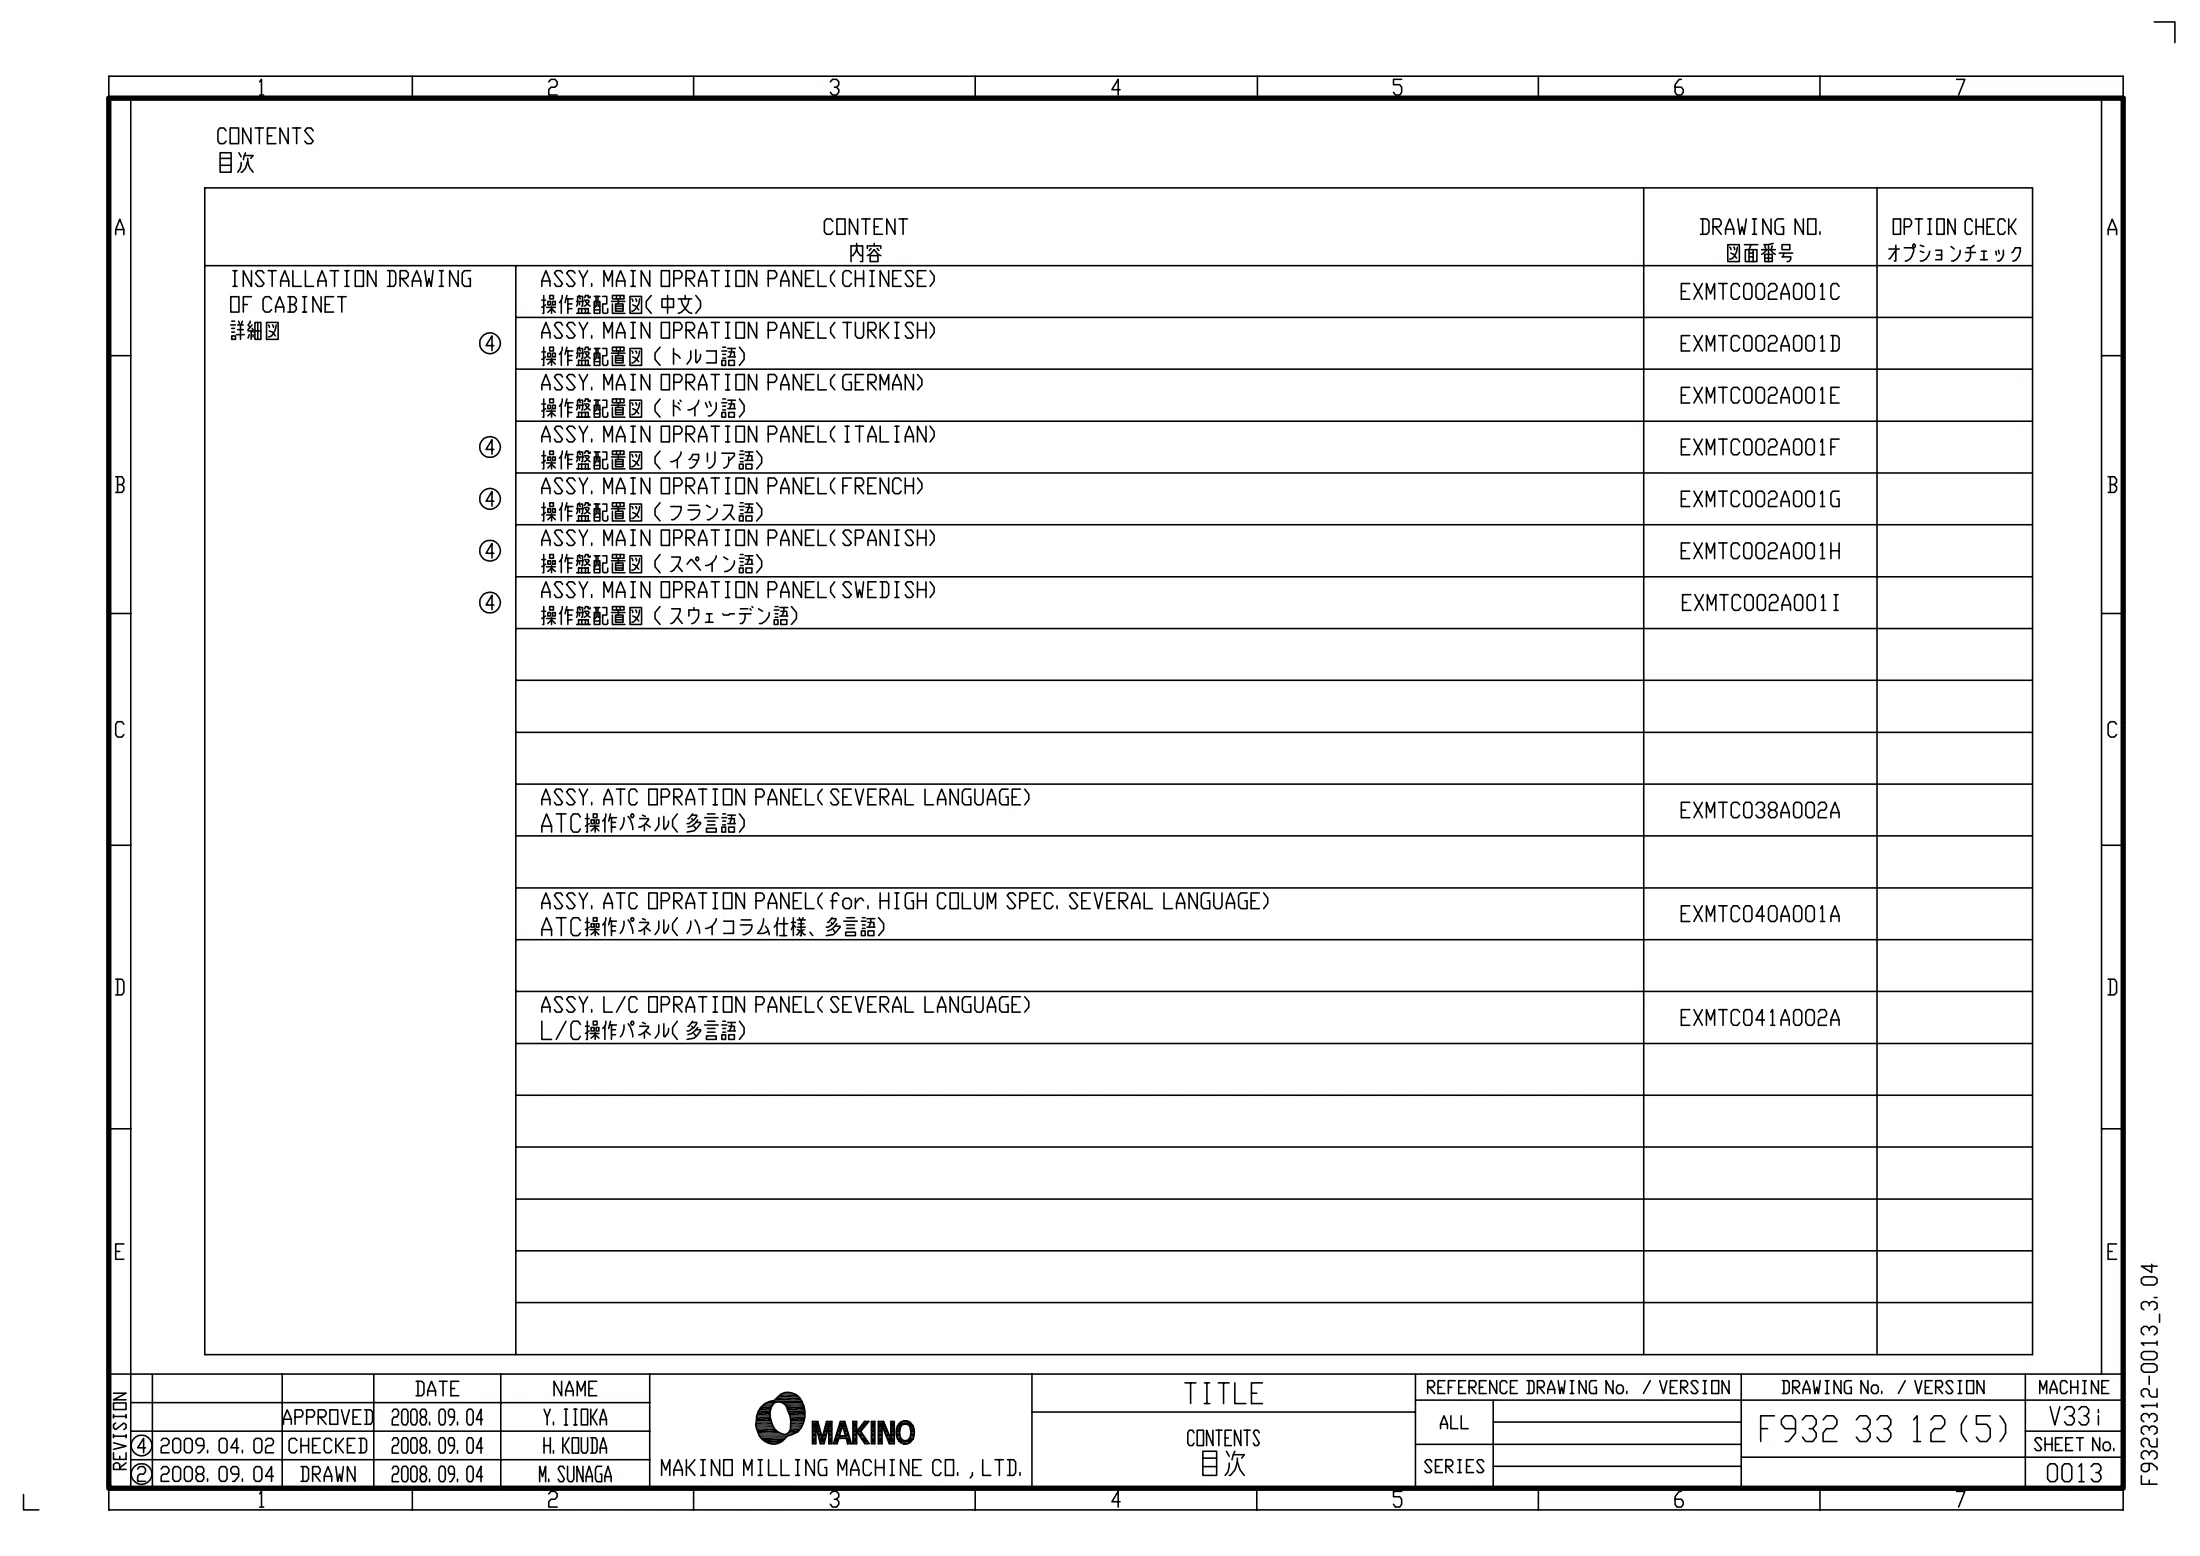 1 2 3 4 5 6 7
CONTENTS
目次
A CONTENT DRAWING NO. OPTION CHECK A
内容 図面番号 オプションチェック
INSTALLATION DRAWING ASSY. MAIN OPRATION PANEL(CHINESE)
操作盤配置図(中文) EXMTC002A001C
OF CABINET
詳細図
④ ASSY. MAIN OPRATION PANEL(TURKISH)
操作盤配置図(トルコ語) EXMTC002A001D
ASSY. MAIN OPRATION PANEL(GERMAN)
操作盤配置図(ドイツ語) EXMTC002A001E
④ ASSY. MAIN OPRATION PANEL(ITALIAN)
操作盤配置図(イタリア語) EXMTC002A001F
B B
④ ASSY. MAIN OPRATION PANEL(FRENCH)
操作盤配置図(フランス語) EXMTC002A001G
④ ASSY. MAIN OPRATION PANEL(SPANISH)
操作盤配置図(スペイン語) EXMTC002A001H
④ ASSY. MAIN OPRATION PANEL(SWEDISH)
操作盤配置図(スウェーデン語) EXMTC002A001I
C C
ASSY. ATC OPRATION PANEL(SEVERAL LANGUAGE)
ATC操作パネル(多言語) EXMTC038A002A
ASSY. ATC OPRATION PANEL(for. HIGH COLUM SPEC. SEVERAL LANGUAGE)
ATC操作パネル(ハイコラム仕様、多言語) EXMTC040A001A
D D
ASSY. L/C OPRATION PANEL(SEVERAL LANGUAGE)
L/C操作パネル(多言語) EXMTC041A002A
E E
REVISION
DATE NAME
APPROVED 2008. 09. 04 Y. IIOKA
④ 2009. 04. 02 CHECKED 2008. 09. 04 H. KOUDA
② 2008. 09. 04 DRAWN 2008. 09. 04 M. SUNAGA
MAKINO
MAKINO MILLING MACHINE CO. ,LTD.
TITLE
CONTENTS
目次
REFERENCE DRAWING No. / VERSION
ALL
SERIES
DRAWING No. / VERSION
F932 33 12(5)
MACHINE
V33i
SHEET No.
0013
1 2 3 4 5 6 7
F9323312-0013_3. 04